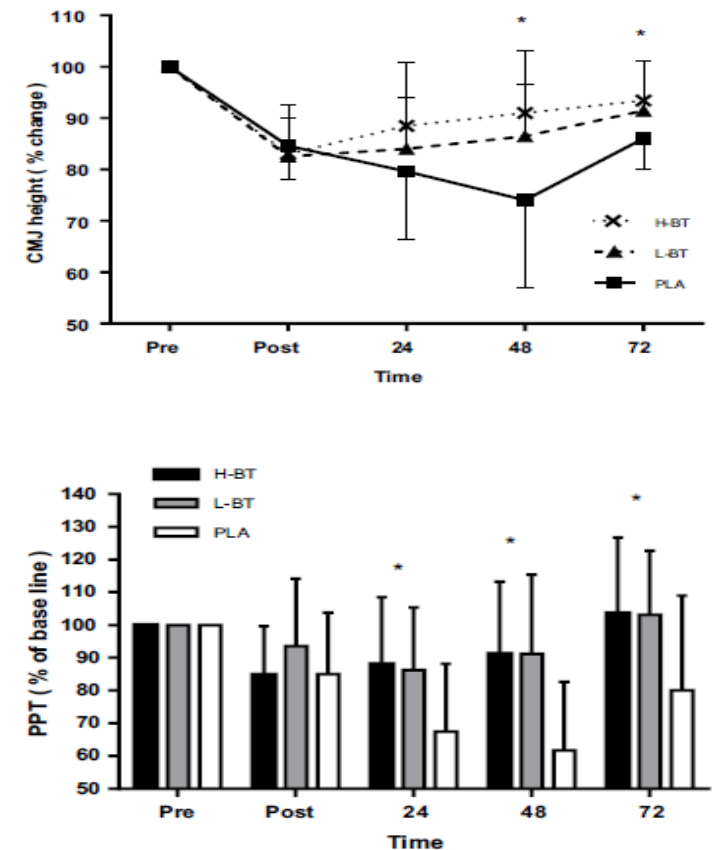 110
*
*
100
90
80
70
60
50
CMJ height ( % change )
H-BT
L-BT
PLA
Pre Post 24 48 72
Time
H-BT
L-BT
PLA
140
130
120
110
100
90
80
70
60
50
PPT ( % of base line )
*
*
*
Pre Post 24 48 72
Time